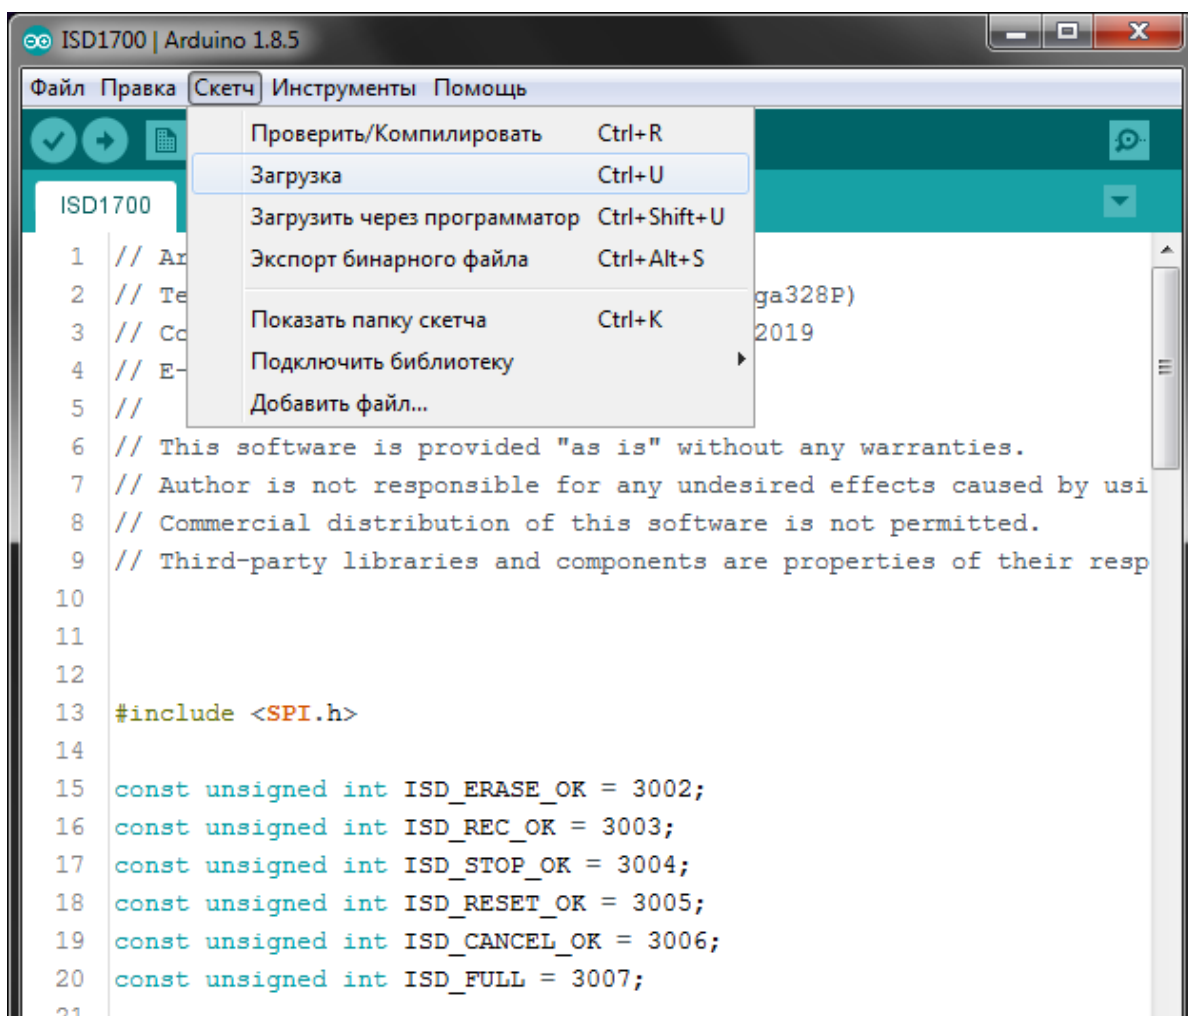 ISD1700 | Arduino 1.8.5
Файл Правка Скетч Инструменты Помощь
Проверить/Компилировать Ctrl+R
Загрузка Ctrl+U
Загрузить через программатор Ctrl+Shift+U
Экспорт бинарного файла Ctrl+Alt+S
Показать папку скетча Ctrl+K
Подключить библиотеку
Добавить файл...
ISD1700
1 //
2 // ga328P)
3 // 2019
4 //
5 //
6 // This software is provided "as is" without any warranties.
7 // Author is not responsible for any undesired effects caused by usi
8 // Commercial distribution of this software is not permitted.
9 // Third-party libraries and components are properties of their resp
10
11
12
13 #include <SPI.h>
14
15 const unsigned int ISD_ERASE_OK = 3002;
16 const unsigned int ISD_REC_OK = 3003;
17 const unsigned int ISD_STOP_OK = 3004;
18 const unsigned int ISD_RESET_OK = 3005;
19 const unsigned int ISD_CANCEL_OK = 3006;
20 const unsigned int ISD_FULL = 3007;